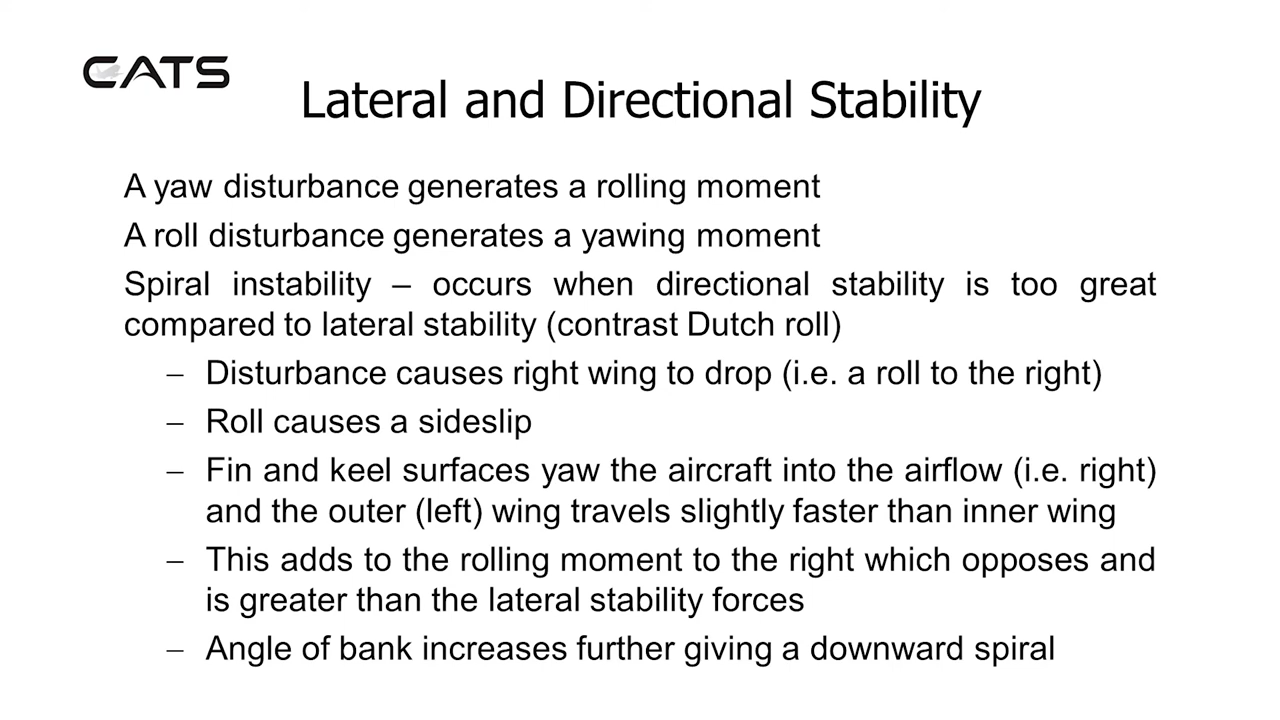 CATS
Lateral and Directional Stability
A yaw disturbance generates a rolling moment
A roll disturbance generates a yawing moment
Spiral instability – occurs when directional stability is too great
compared to lateral stability (contrast Dutch roll)
– Disturbance causes right wing to drop (i.e. a roll to the right)
– Roll causes a sideslip
– Fin and keel surfaces yaw the aircraft into the airflow (i.e. right)
and the outer (left) wing travels slightly faster than inner wing
– This adds to the rolling moment to the right which opposes and
is greater than the lateral stability forces
– Angle of bank increases further giving a downward spiral